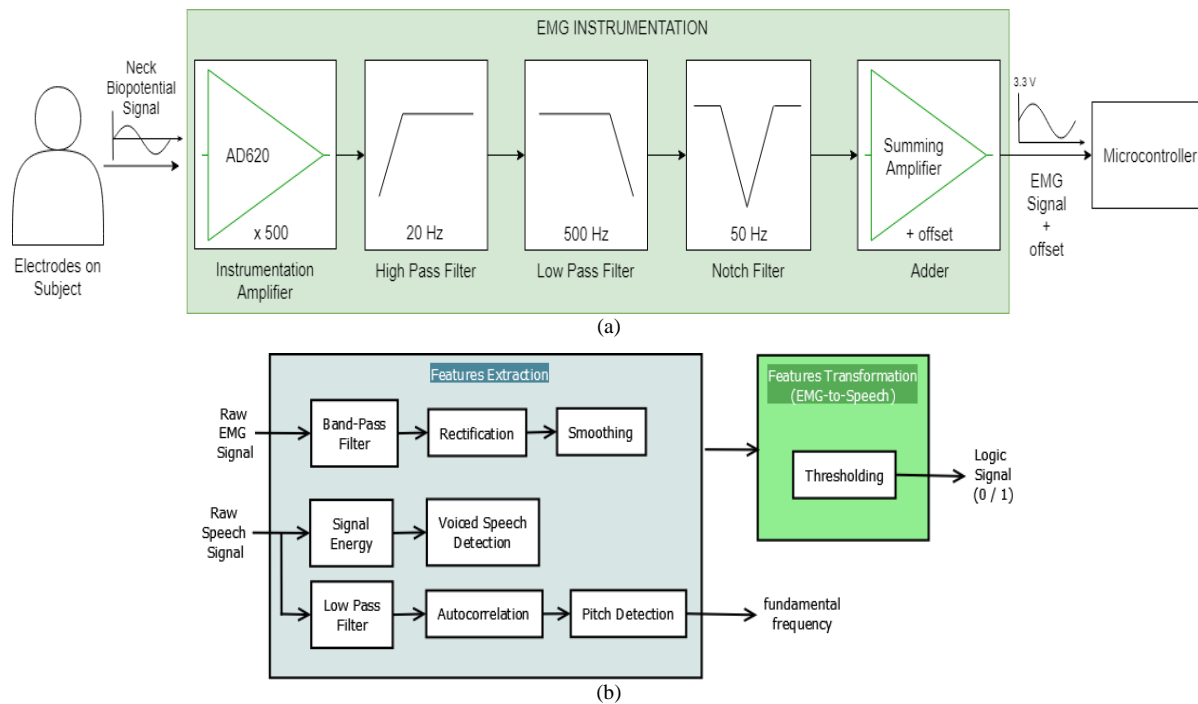 EMG INSTRUMENTATION
Neck
Biopotential
Signal
AD620
x 500
20 Hz
500 Hz
50 Hz
Summing
Amplifier
+ offset
3.3 V
Microcontroller
EMG
Signal
+
offset
Electrodes on
Subject
Instrumentation
Amplifier
High Pass Filter
Low Pass Filter
Notch Filter
Adder
(a)
Features Extraction
Raw
EMG
Signal
Band-Pass
Filter
Rectification
Smoothing
Raw
Speech
Signal
Signal
Energy
Voiced Speech
Detection
Low Pass
Filter
Autocorrelation
Pitch Detection
fundamental
frequency
Features Transformation
(EMG-to-Speech)
Thresholding
Logic
Signal
(0 / 1)
(b)